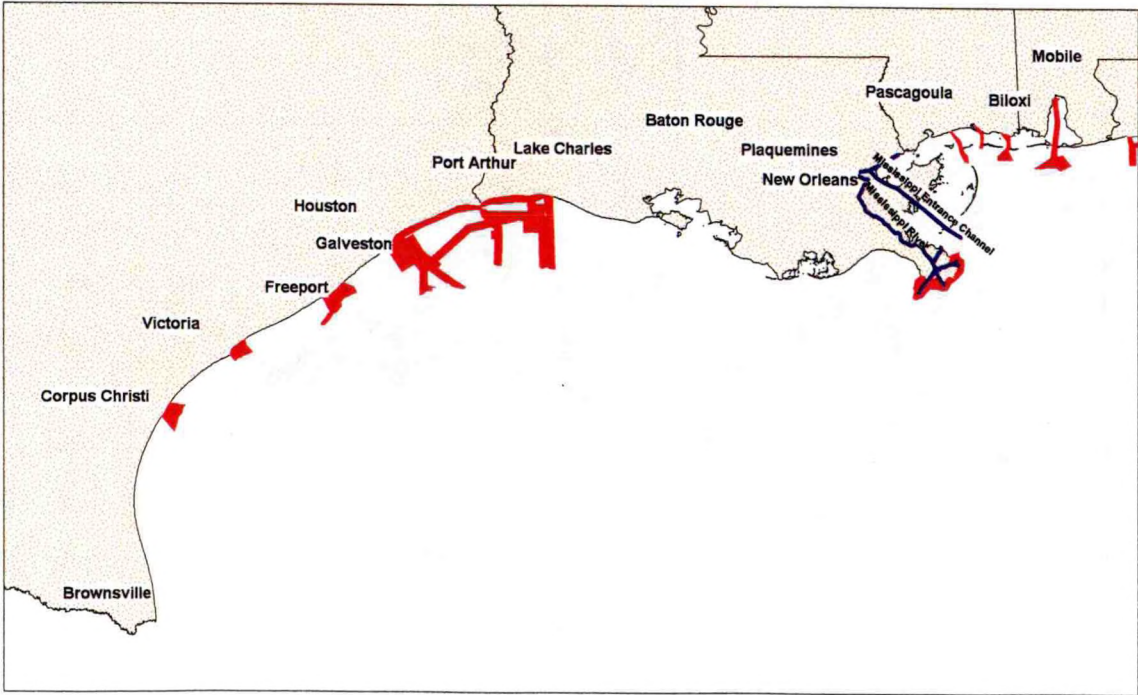 Mobile
Pascagoula
Biloxi
Baton Rouge
Plaquemines
Lake Charles
Port Arthur
New Orleans
Mississippi Entrance Channel
Mississippi River
Houston
Galveston
Freeport
Victoria
Corpus Christi
Brownsville